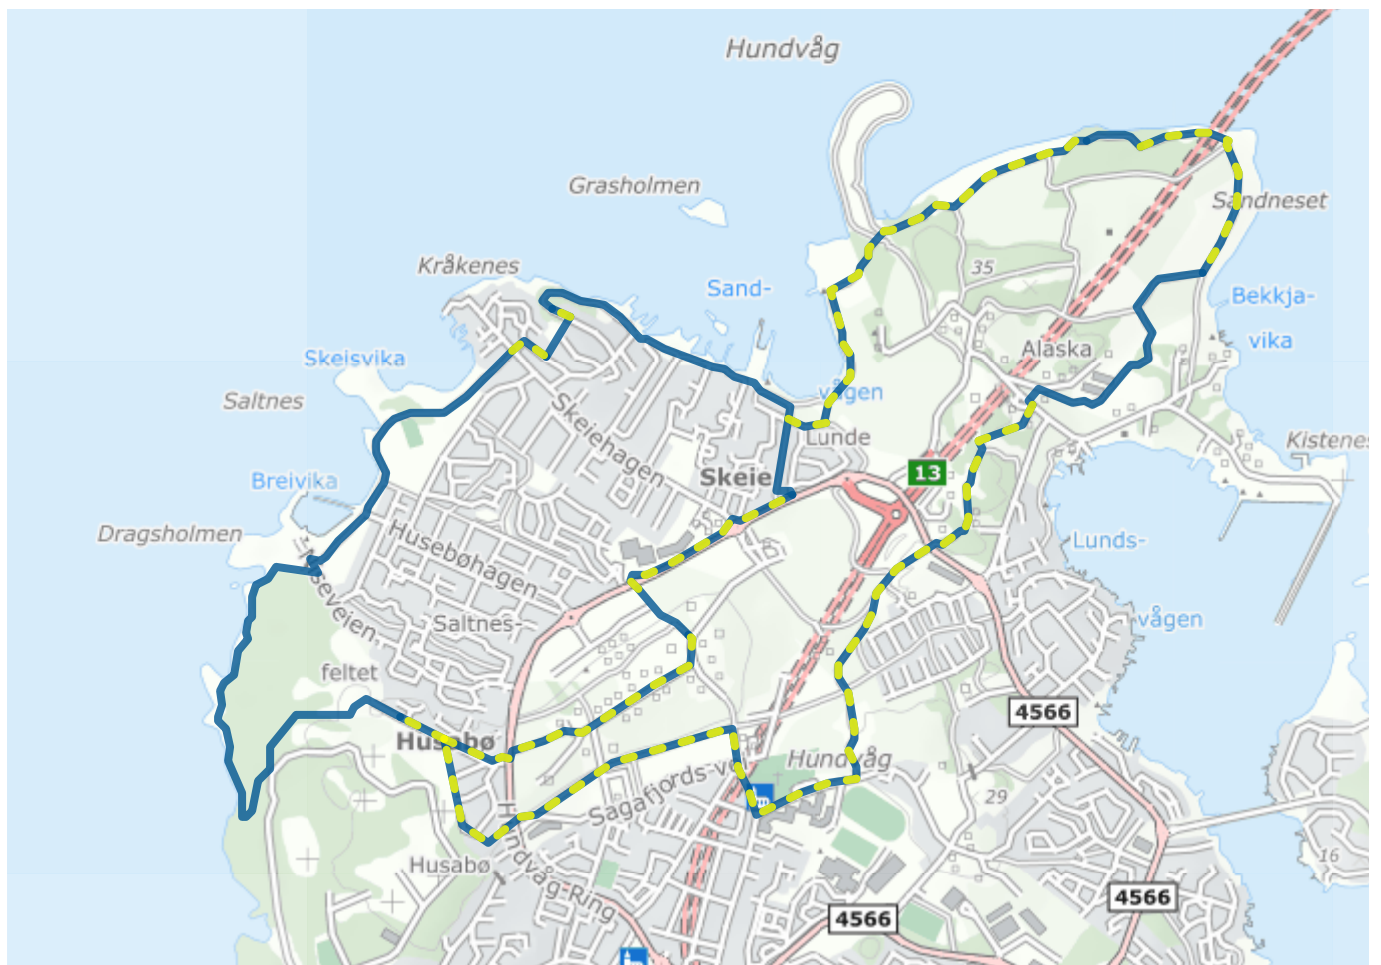 Hundvåg
Grasholmen
Sandneset
Kråkenes
35
Sand-
Bekkja-
vika
Skeisvika
Alaska
vågen
Saltnes
Skeiehagen
Lunde
Kistenes
Breivika
Skeie
13
Dragsholmen
Husebøhagen
Lunds-
vågen
Åseveien
Saltnes-
feltet
4566
Husabø
Hundvåg
Sagafjords-v
29
Husabø
Hundvåg-Ring
16
4566
4566